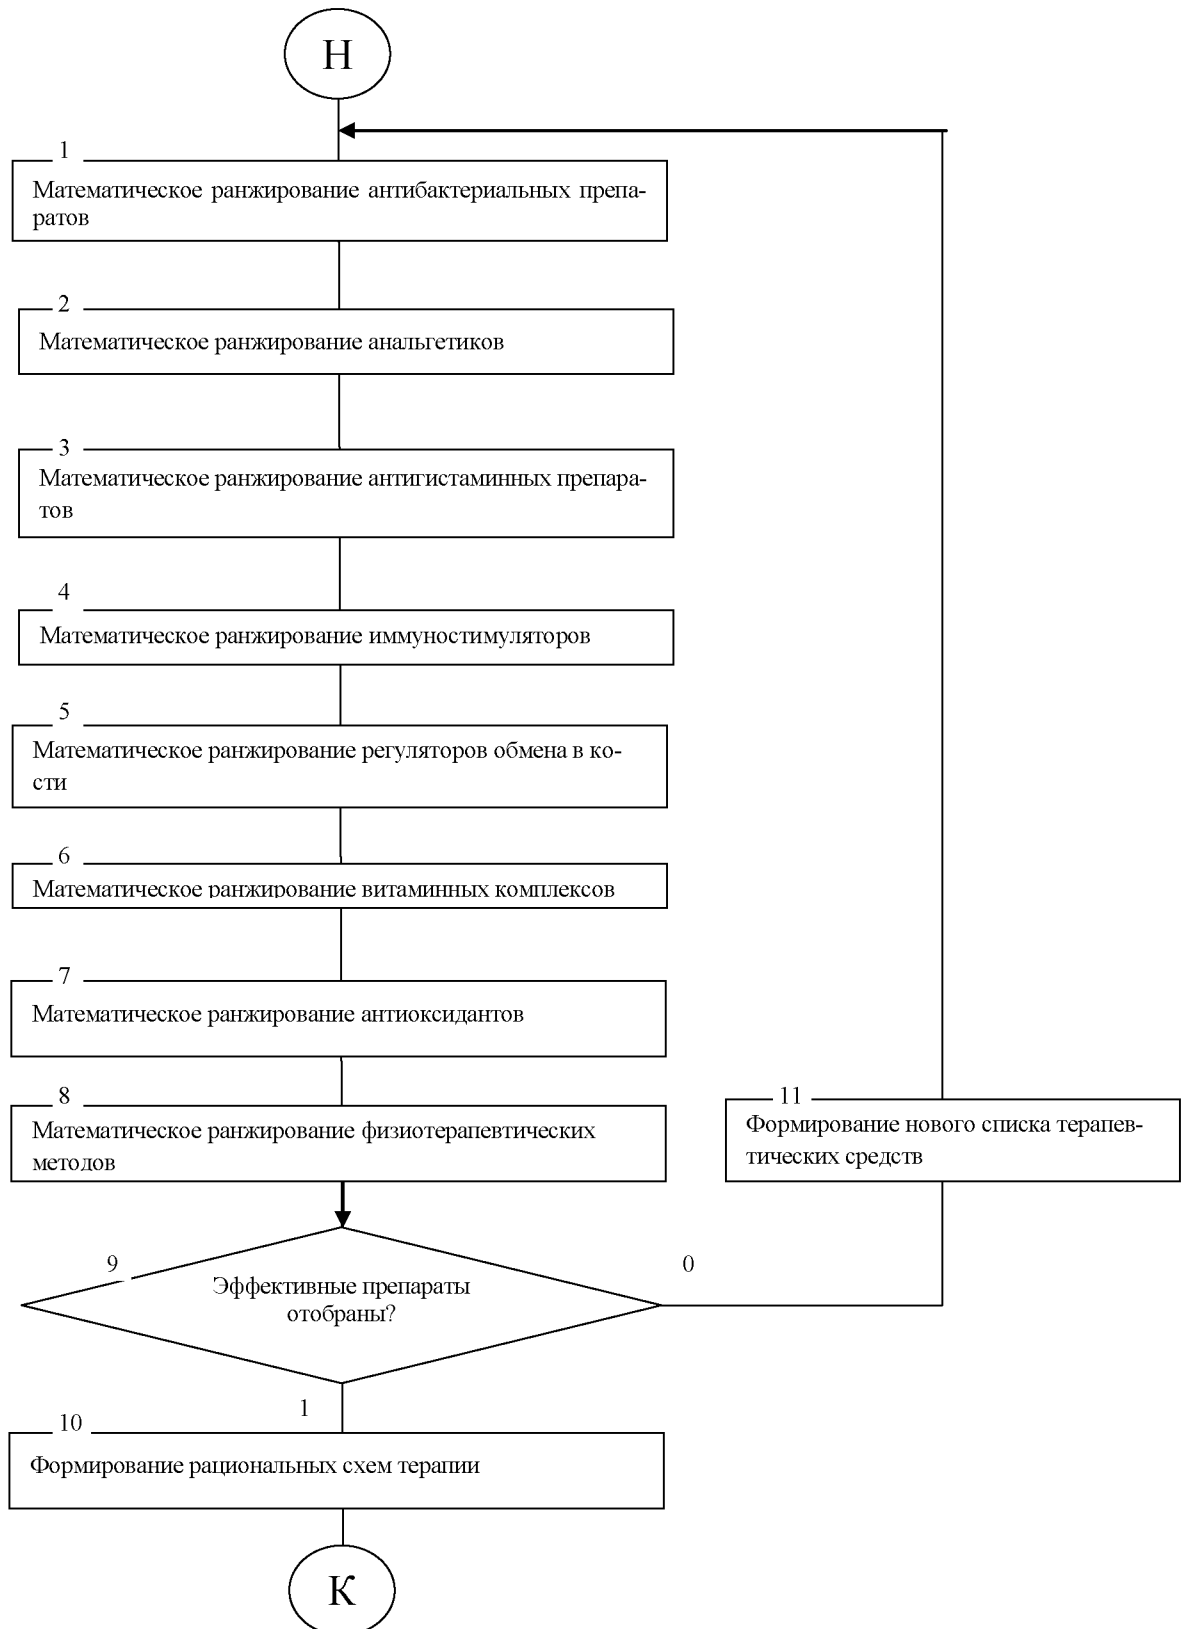 Н
1
Математическое ранжирование антибактериальных препа-
ратов
2
Математическое ранжирование анальгетиков
3
Математическое ранжирование антигистаминных препара-
тов
4
Математическое ранжирование иммуностимуляторов
5
Математическое ранжирование регуляторов обмена в ко-
сти
6
Математическое ранжирование витаминных комплексов
7
Математическое ранжирование антиоксидантов
8
Математическое ранжирование физиотерапевтических
методов
11
Формирование нового списка терапев-
тических средств
9
Эффективные препараты
отобраны?
0
1
10
Формирование рациональных схем терапии
К